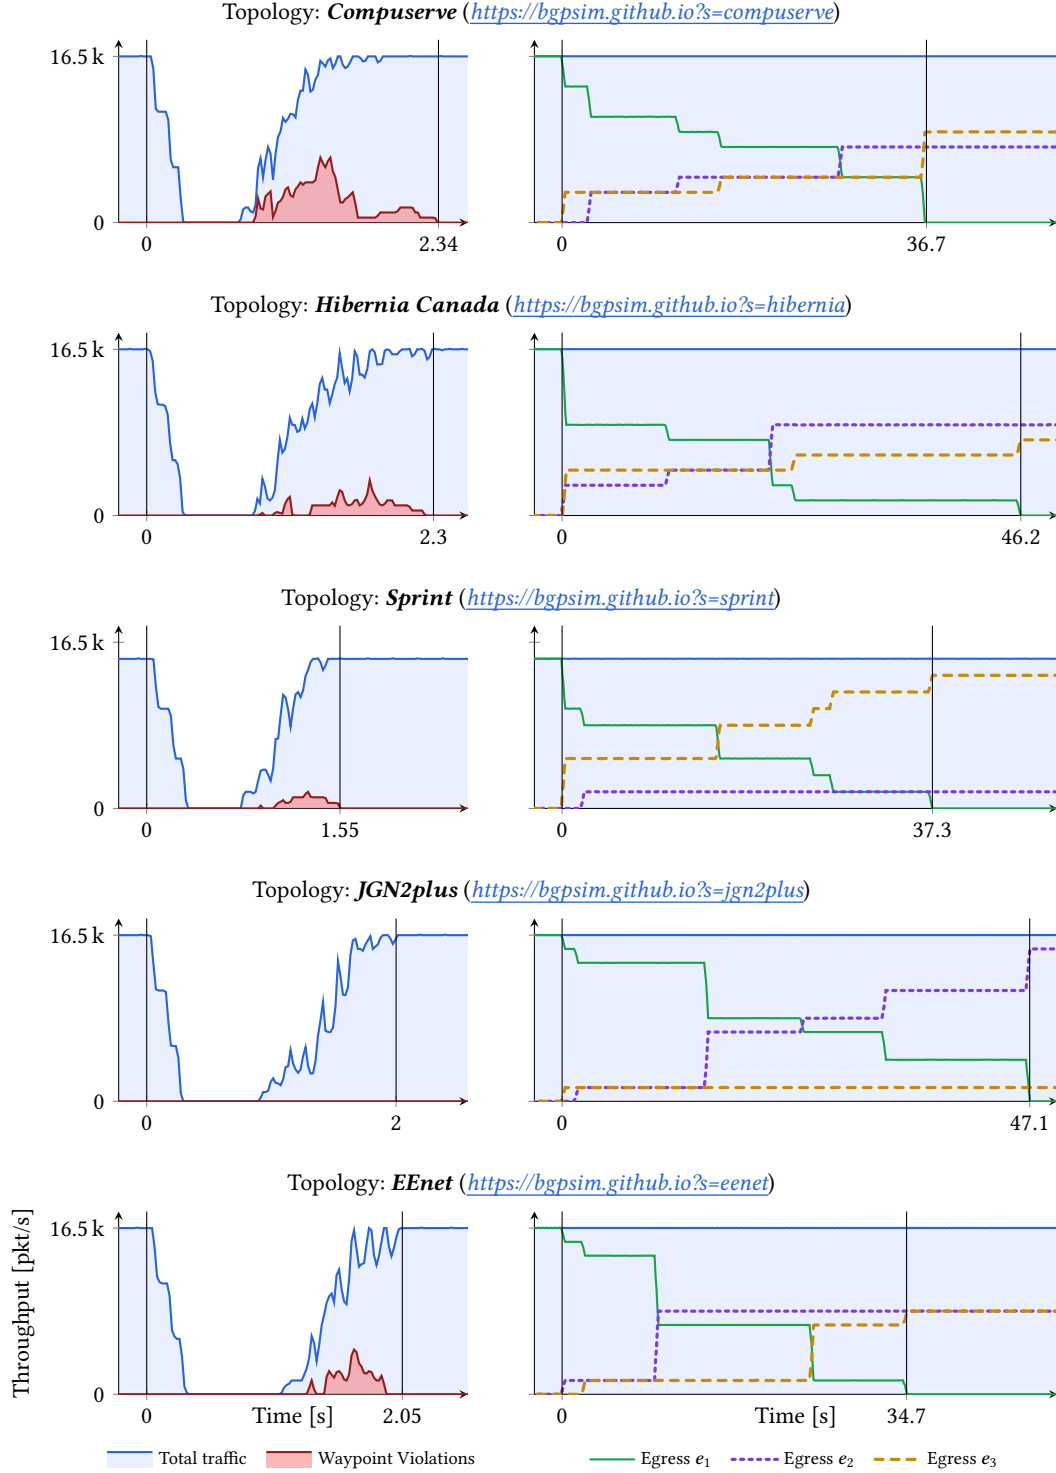 Topology: Compuserve (https://bgpsim.github.io?s=compuserve)
16.5 k
0
0 2.34
0 36.7
Topology: Hibernia Canada (https://bgpsim.github.io?s=hibernia)
16.5 k
0
0 2.3
0 46.2
Topology: Sprint (https://bgpsim.github.io?s=sprint)
16.5 k
0
0 1.55
0 37.3
Topology: JGN2plus (https://bgpsim.github.io?s=jgn2plus)
16.5 k
0
0 2
0 47.1
Topology: EEnet (https://bgpsim.github.io?s=eenet)
Throughput [pkt/s]
16.5 k
0
0 Time [s] 2.05
0 Time [s] 34.7
Total traffic Waypoint Violations
Egress e₁ Egress e₂ Egress e₃